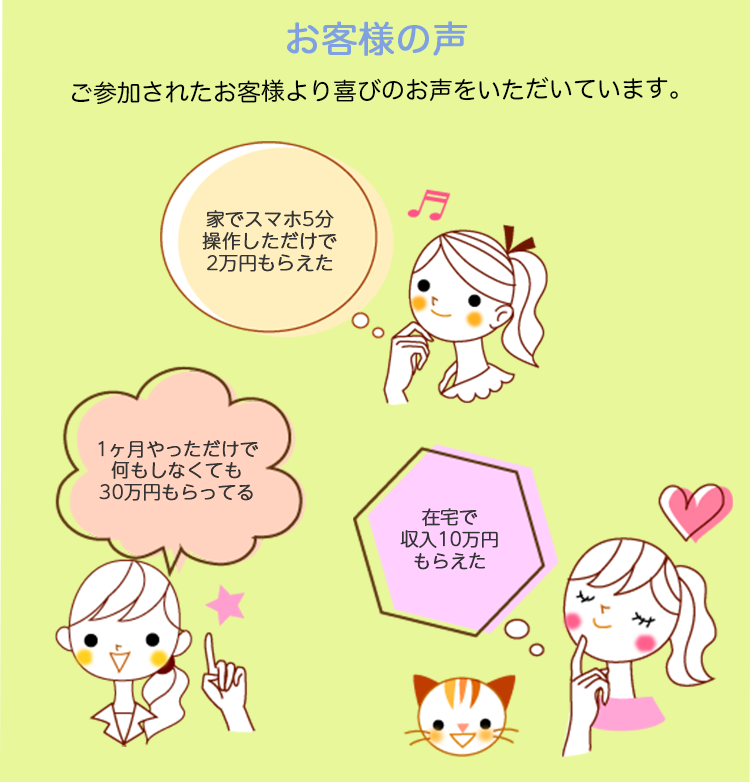 お客様の声
ご参加されたお客様より喜びのお声をいただいています。
家でスマホ5分
操作しただけで
2万円もらえた
1ヶ月やっただけで
何もしなくても
30万円もらってる
在宅で
収入10万円
もらえた